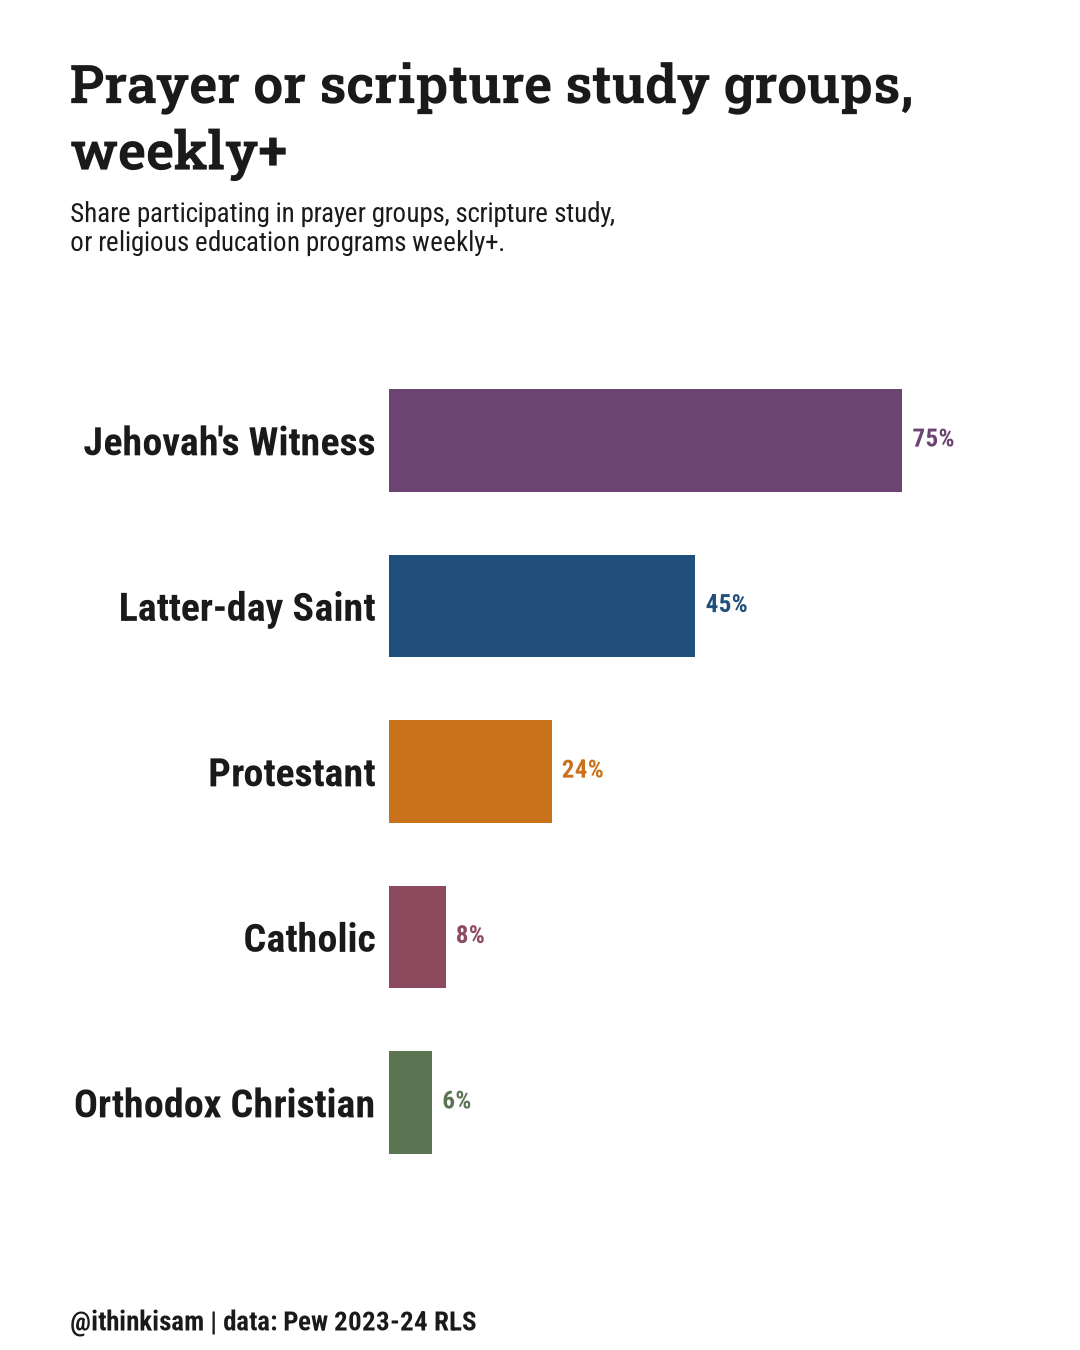 Prayer or scripture study groups,
weekly+
Share participating in prayer groups, scripture study,
or religious education programs weekly+.
Jehovah's Witness 75%
Latter-day Saint 45%
Protestant 24%
Catholic 8%
Orthodox Christian 6%
@ithinkisam | data: Pew 2023-24 RLS